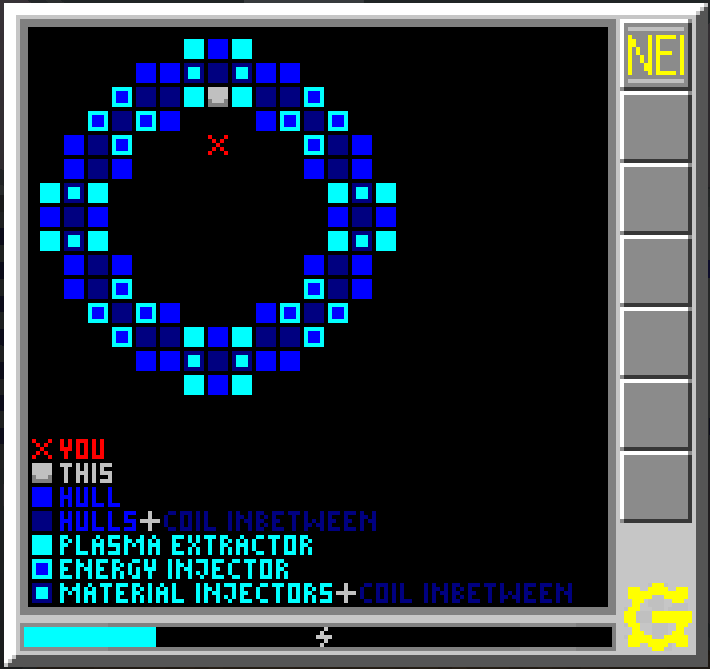 NEI
YOU
THIS
HULL
HULLS+COIL INBETWEEN
PLASMA EXTRACTOR
ENERGY INJECTOR
MATERIAL INJECTORS+COIL INBETWEEN
G